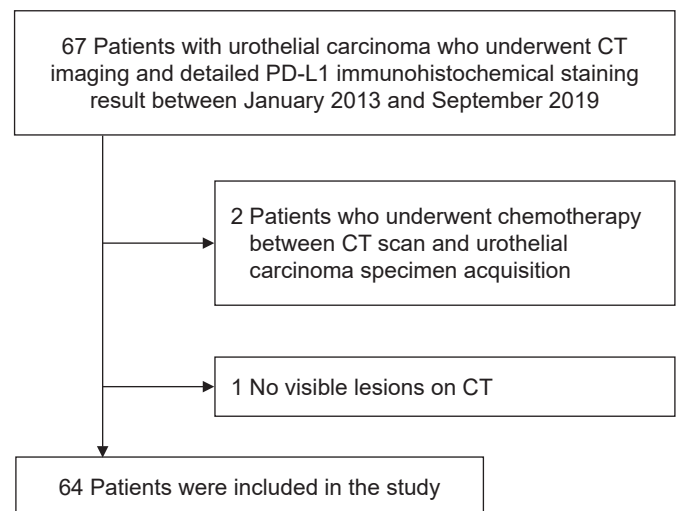 67 Patients with urothelial carcinoma who underwent CT
imaging and detailed PD-L1 immunohistochemical staining
result between January 2013 and September 2019
2 Patients who underwent chemotherapy
between CT scan and urothelial
carcinoma specimen acquisition
1 No visible lesions on CT
64 Patients were included in the study